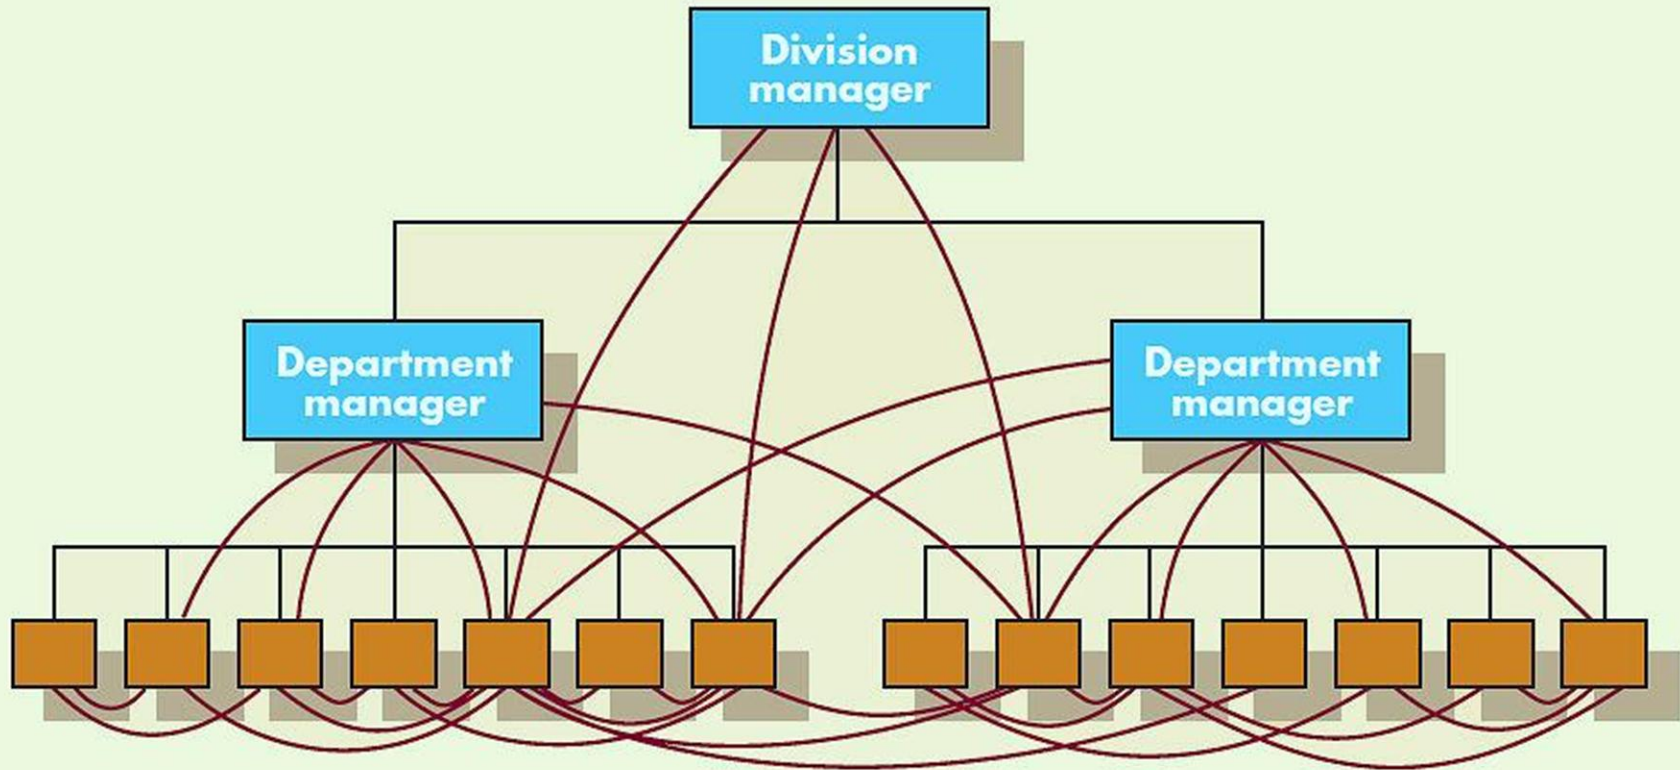 Division
manager
Department
manager
Department
manager